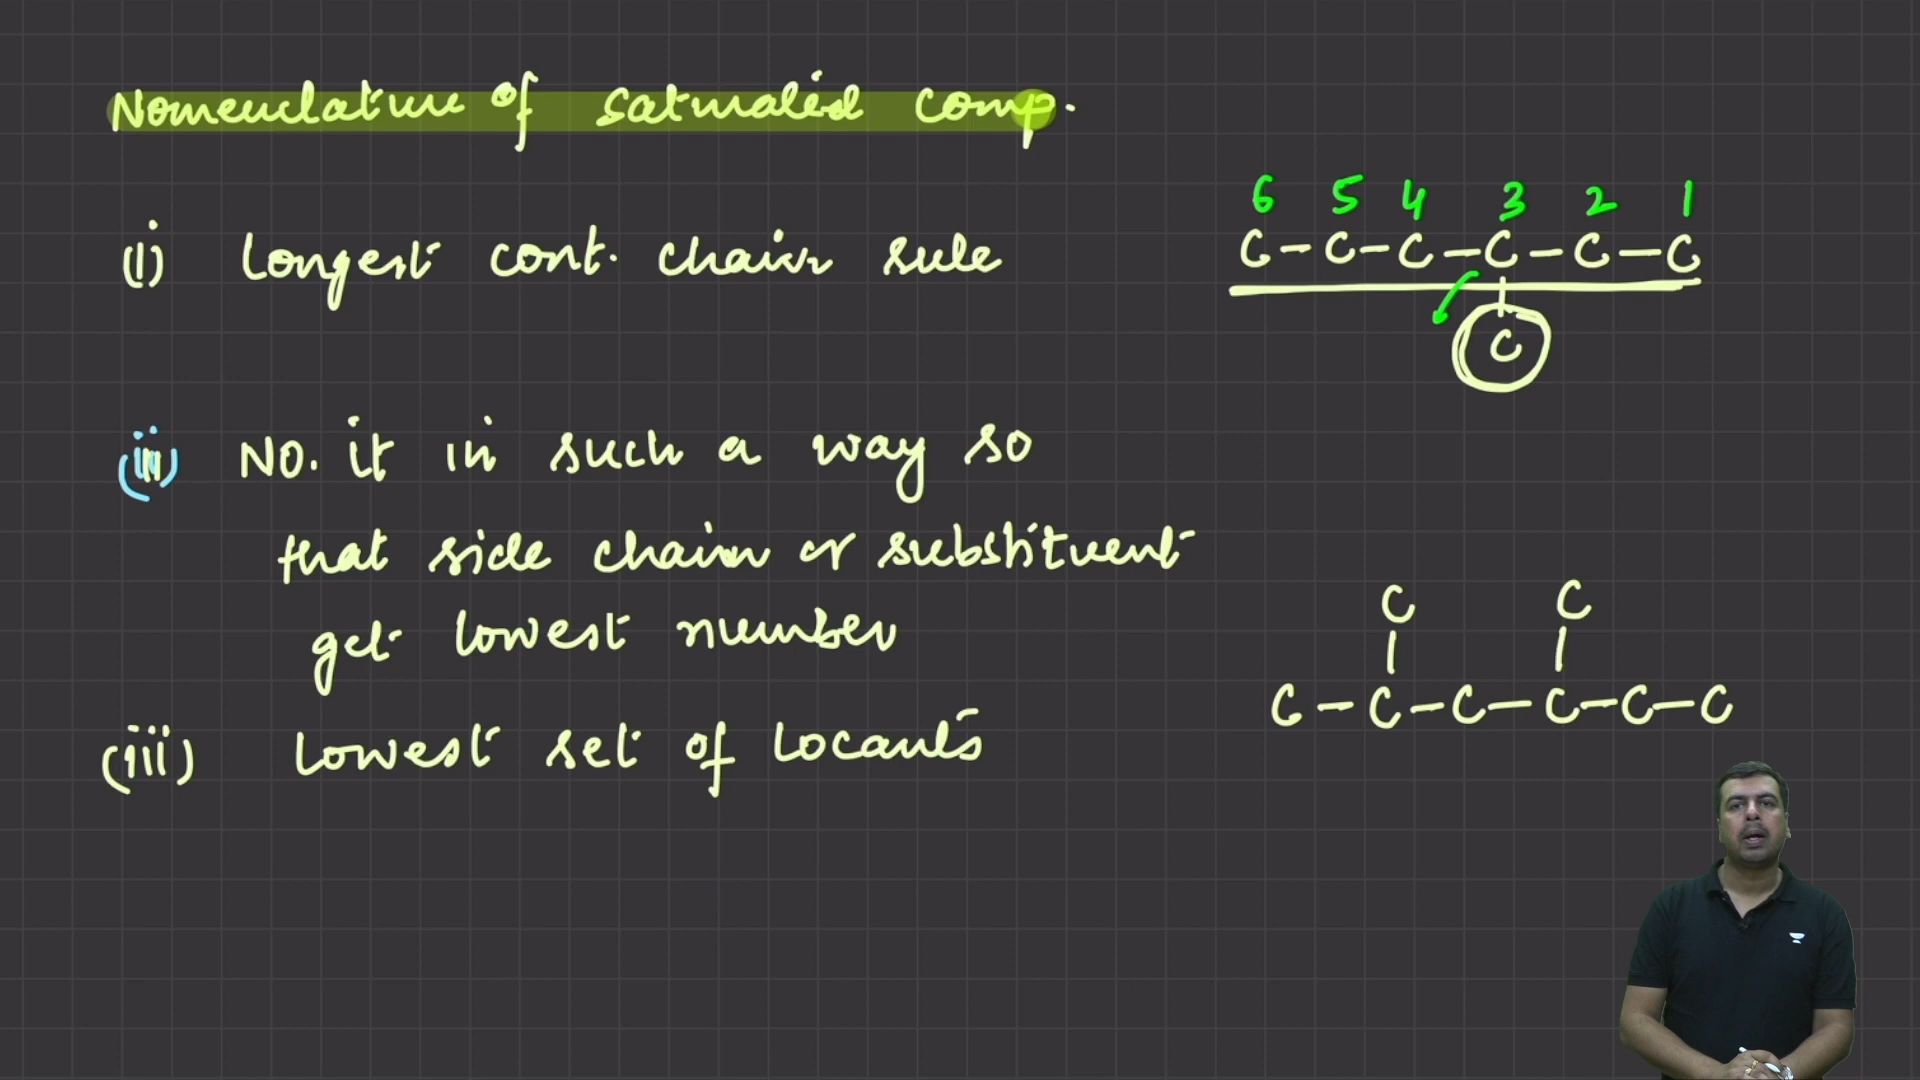 Nomenclature of saturated comp.
(i) Longest cont. chain rule
6 5 4 3 2 1
C-C-C-C-C-C
C
(ii) NO. it in such a way so
that side chain or substituent
get lowest number
C C
C-C-C-C-C-C
(iii) Lowest set of Locants